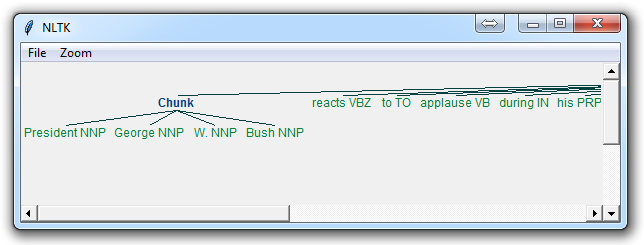 NLTK
File Zoom
Chunk reacts VBZ to TO applause VB during IN his PRP
President NNP George NNP W. NNP Bush NNP